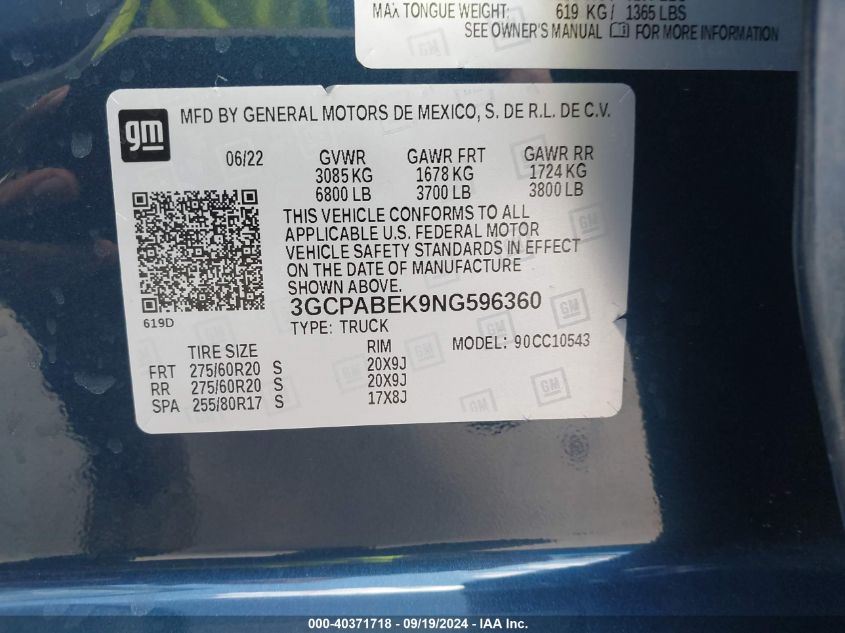 MAX TONGUE WEIGHT: 619 KG/ 1365 LBS
SEE OWNER'S MANUAL FOR MORE INFORMATION
gm
MFD BY GENERAL MOTORS DE MEXICO, S. DE R.L. DE C.V.
06/22 GVWR GAWR FRT GAWR RR
3085 KG 1678 KG 1724 KG
6800 LB 3700 LB 3800 LB
THIS VEHICLE CONFORMS TO ALL
APPLICABLE U.S. FEDERAL MOTOR
VEHICLE SAFETY STANDARDS IN EFFECT
ON THE DATE OF MANUFACTURE
SHOWN ABOVE.
3GCPABEK9NG596360
619D
TYPE: TRUCK
MODEL: 90CC10543
TIRE SIZE RIM
FRT 275/60R20 S 20X9J
RR 275/60R20 S 20X9J
SPA 255/80R17 S 17X8J
GM
GM
GM
GM
000-40371718 - 09/19/2024 - IAA Inc.